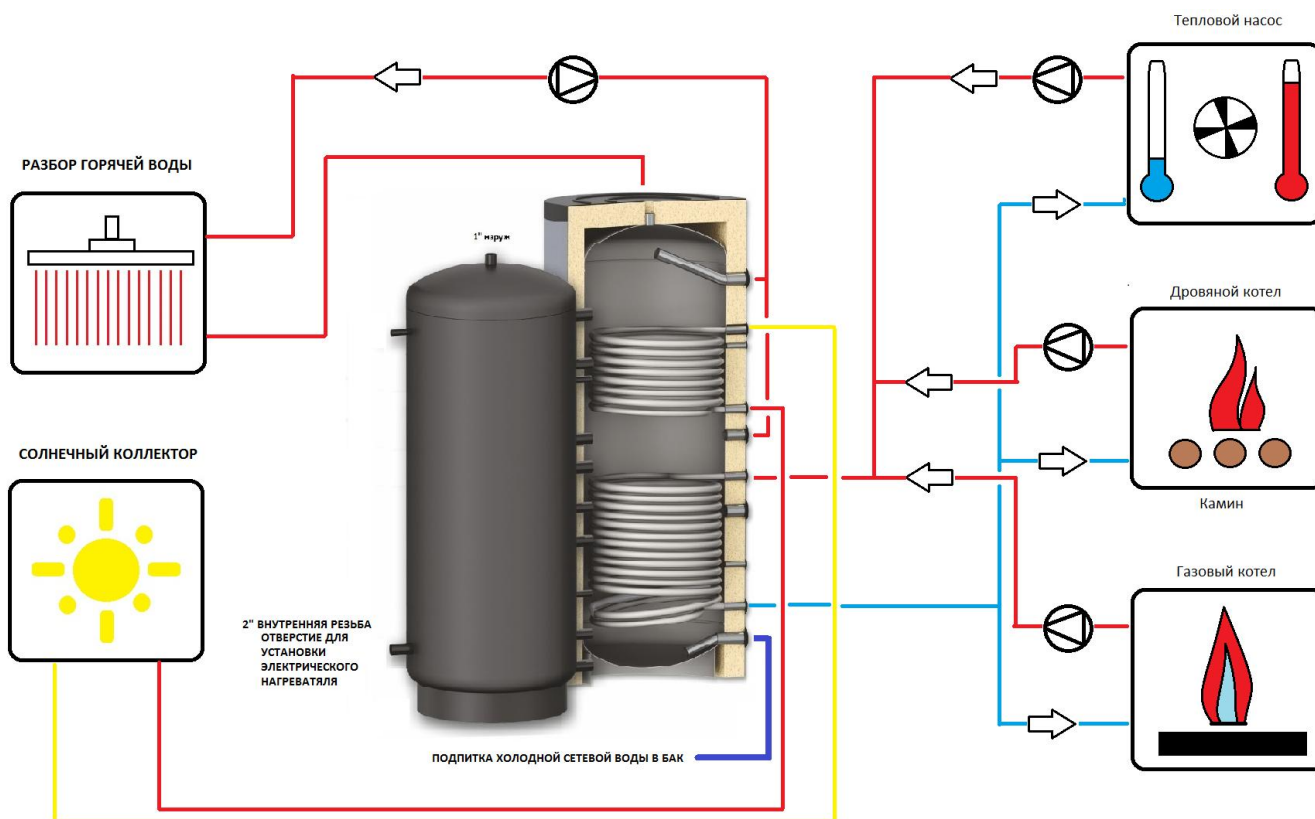 Тепловой насос
РАЗБОР ГОРЯЧЕЙ ВОДЫ
1" наруж
Дровяной котел
СОЛНЕЧНЫЙ КОЛЛЕКТОР
Камин
Газовый котел
2" ВНУТРЕННЯЯ РЕЗЬБА
ОТВЕРСТИЕ ДЛЯ
УСТАНОВКИ
ЭЛЕКТРИЧЕСКОГО
НАГРЕВАТЯЛЯ
ПОДПИТКА ХОЛОДНОЙ СЕТЕВОЙ ВОДЫ В БАК